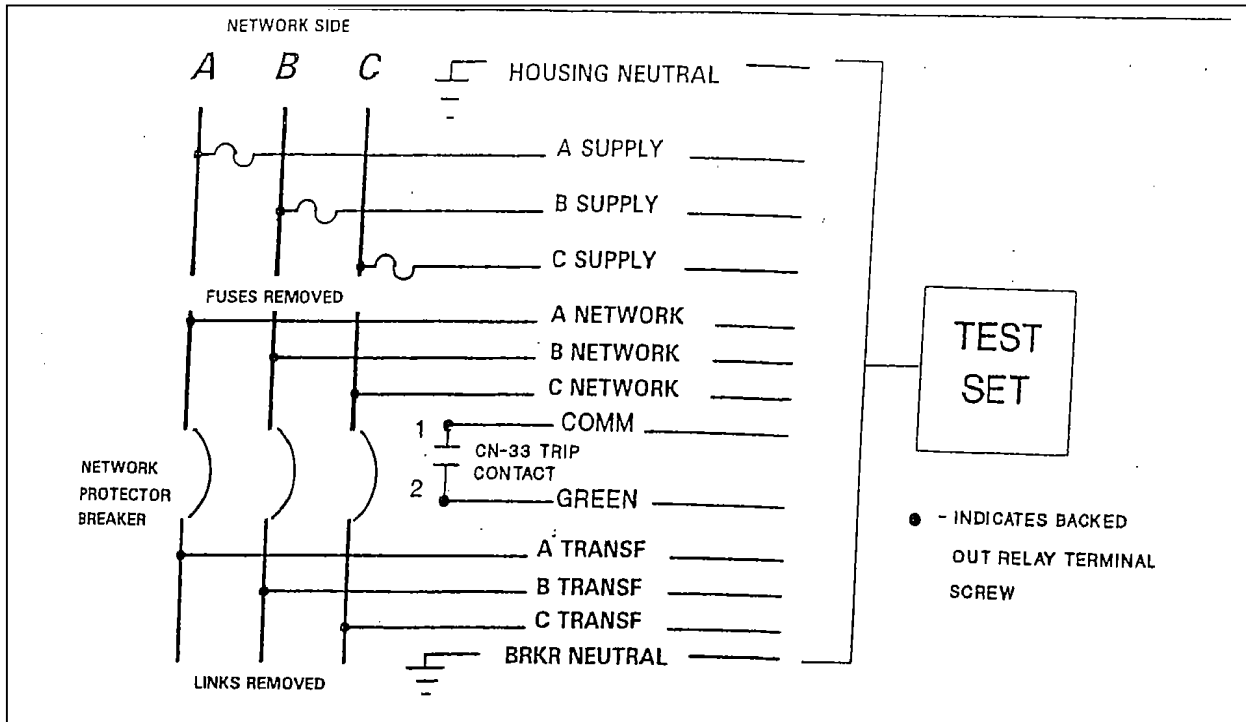 NETWORK SIDE
A B C
HOUSING NEUTRAL
A SUPPLY
B SUPPLY
C SUPPLY
FUSES REMOVED
A NETWORK
B NETWORK
C NETWORK
1 COMM
CN-33 TRIP
CONTACT
2 GREEN
NETWORK
PROTECTOR
BREAKER
A TRANSF
B TRANSF
C TRANSF
BRKR NEUTRAL
LINKS REMOVED
TEST
SET
- INDICATES BACKED
OUT RELAY TERMINAL
SCREW